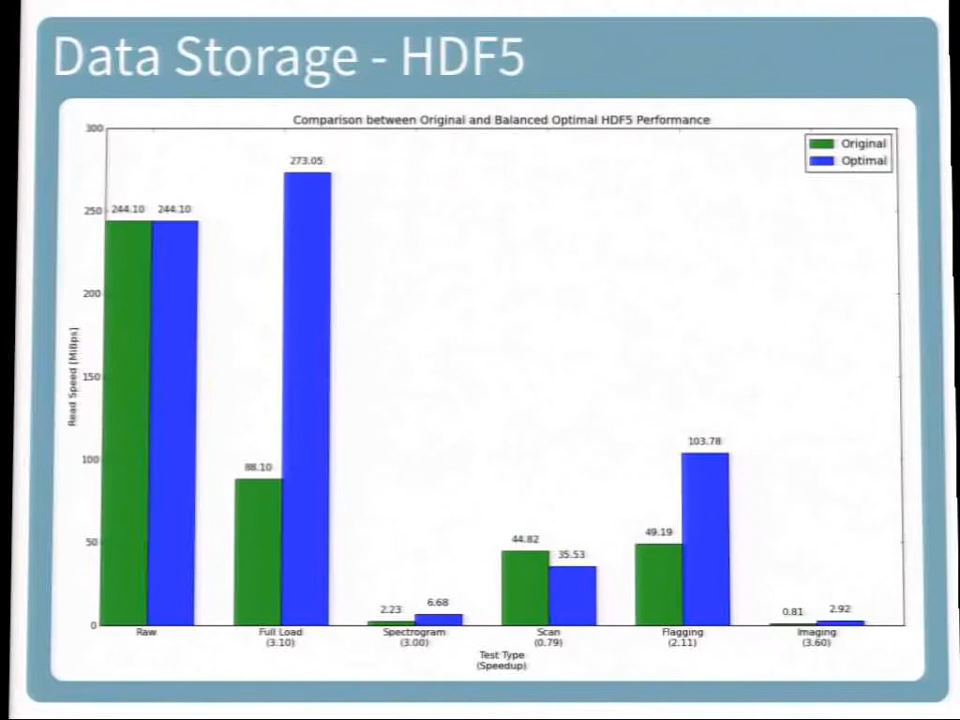 Data Storage - HDF5
Comparison between Original and Balanced Optimal HDF5 Performance
Original
Optimal
Read Speed [MiBps]
300
250
200
150
100
50
0
244.10
244.10
88.10
273.05
2.23
6.68
44.82
35.53
49.19
103.78
0.81
2.92
Raw
Full Load
(3.10)
Spectrogram
(3.00)
Scan
(0.79)
Flagging
(2.11)
Imaging
(3.60)
Test Type
(Speedup)